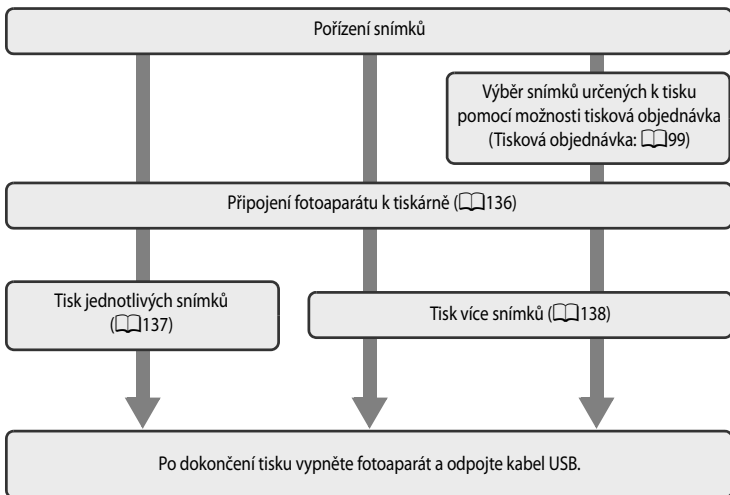 Pořízení snímků
Výběr snímků určených k tisku
pomocí možnosti tisková objednávka
(Tisková objednávka: 📖99)
Připojení fotoaparátu k tiskárně (📖136)
Tisk jednotlivých snímků
(📖137)
Tisk více snímků (📖138)
Po dokončení tisku vypněte fotoaparát a odpojte kabel USB.